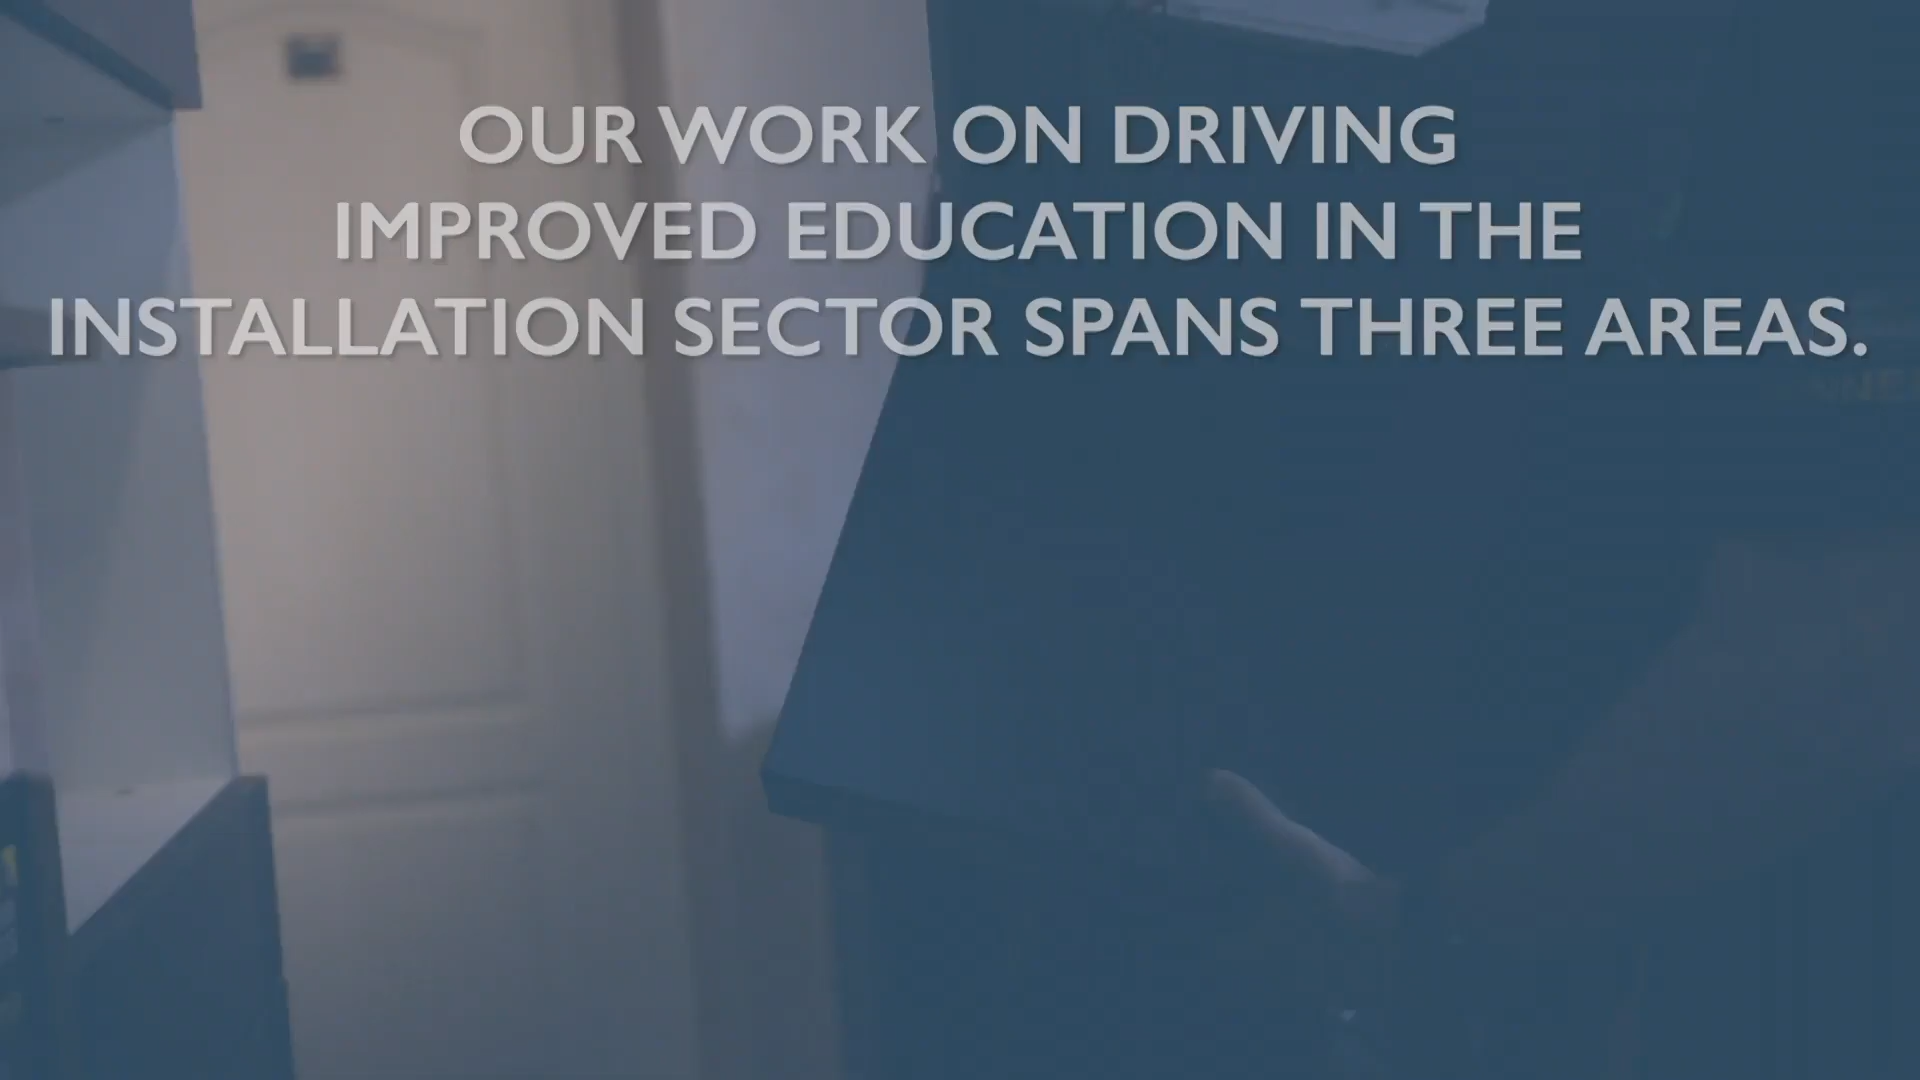 OUR WORK ON DRIVING
IMPROVED EDUCATION IN THE
INSTALLATION SECTOR SPANS THREE AREAS.